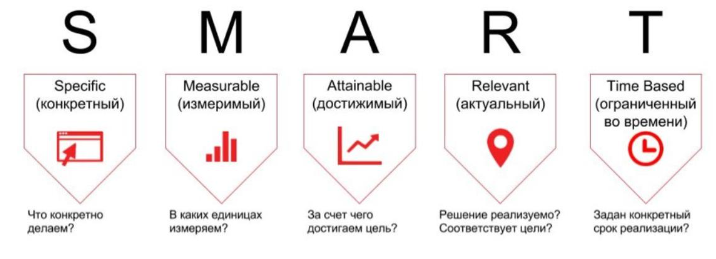 S M A R T
Specific
(конкретный)
Measurable
(измеримый)
Attainable
(достижимый)
Relevant
(актуальный)
Time Based
(ограниченный
во времени)
Что конкретно
делаем?
В каких единицах
измеряем?
За счет чего
достигаем цель?
Решение реализуемо?
Соответствует цели?
Задан конкретный
срок реализации?